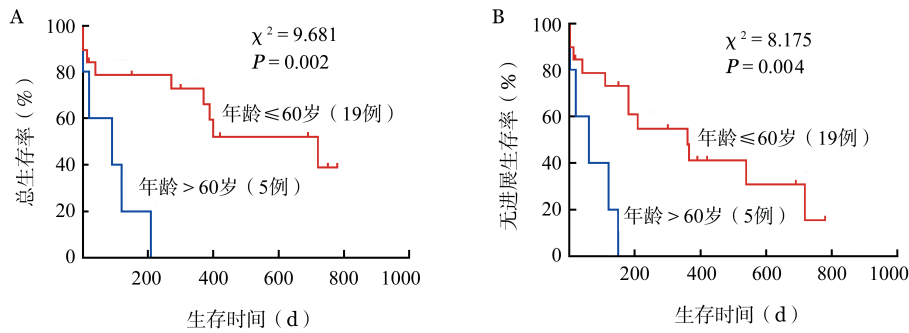 A
χ² = 9.681
P = 0.002
总生存率（%）
100
80
60
40
20
0
年龄≤60岁（19例）
年龄＞60岁（5例）
200
400
600
800
1000
生存时间（d）
B
χ² = 8.175
P = 0.004
无进展生存率（%）
100
80
60
40
20
0
年龄≤60岁（19例）
年龄＞60岁（5例）
200
400
600
800
1000
生存时间（d）